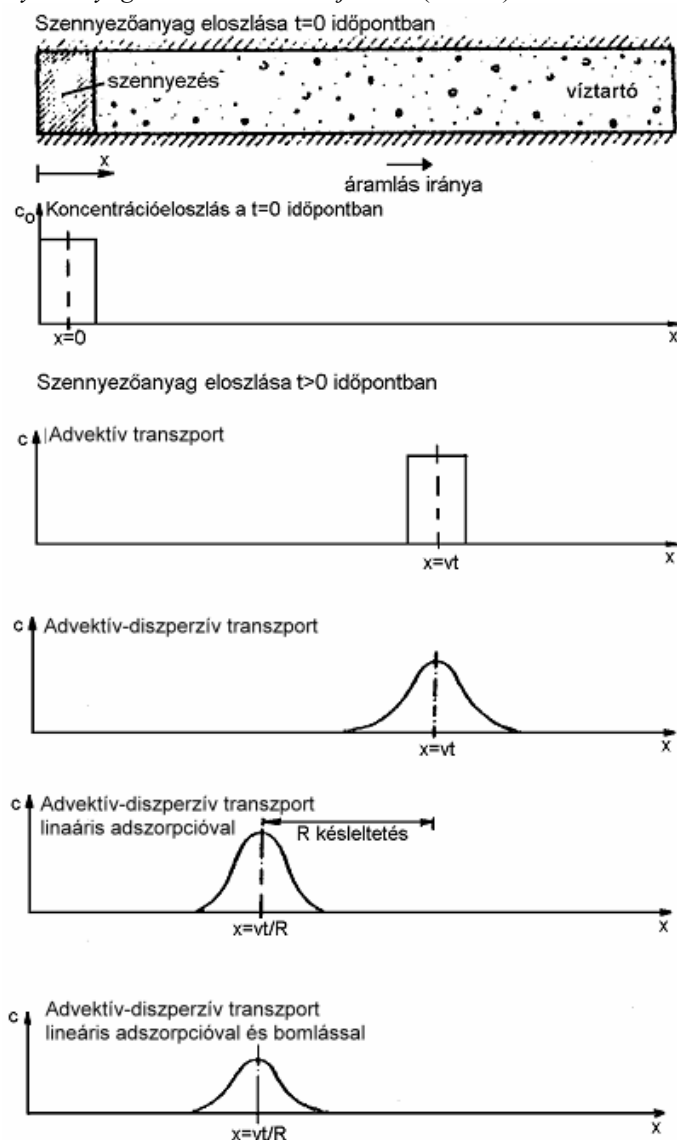 Szennyezőanyag eloszlása t=0 időpontban
szennyezés
víztartó
x
áramlás iránya
c₀
Koncentrációeloszlás a t=0 időpontban
x=0
x
Szennyezőanyag eloszlása t>0 időpontban
c
Advektív transzport
x=vt
x
c
Advektív-diszperzív transzport
x=vt
x
c
Advektív-diszperzív transzport
linaáris adszorpcióval
R késleltetés
x=vt/R
x
c
Advektív-diszperzív transzport
lineáris adszorpcióval és bomlással
x=vt/R
x